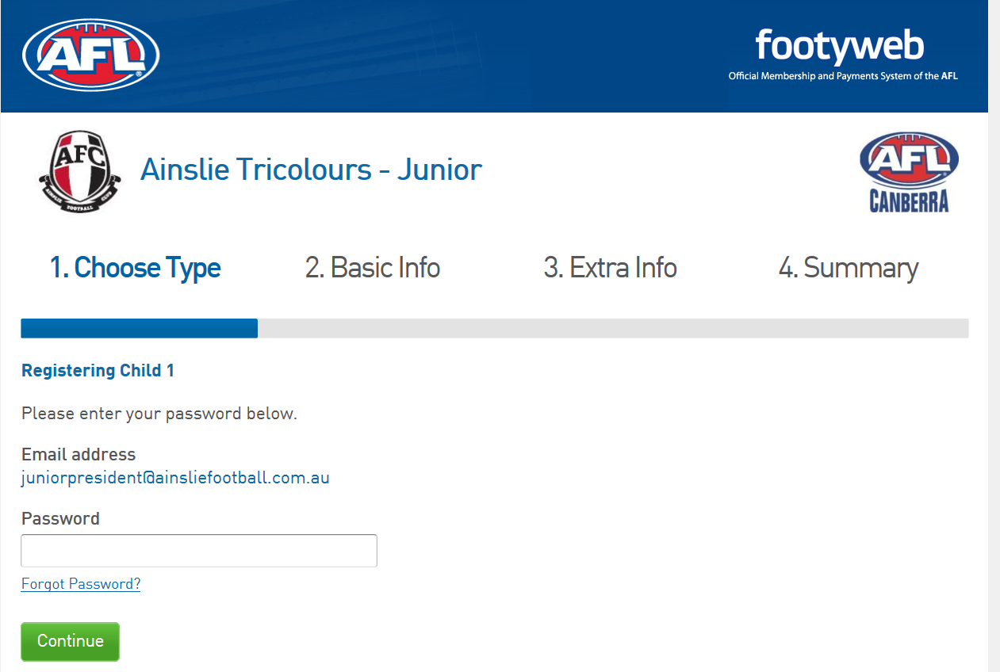 AFL
®
footyweb
Official Membership and Payments System of the AFL
AFC
AINSLIE FOOTBALL CLUB
Ainslie Tricolours - Junior
AFL
CANBERRA
1. Choose Type
2. Basic Info
3. Extra Info
4. Summary
Registering Child 1
Please enter your password below.
Email address
juniorpresident@ainsliefootball.com.au
Password
Forgot Password?
Continue